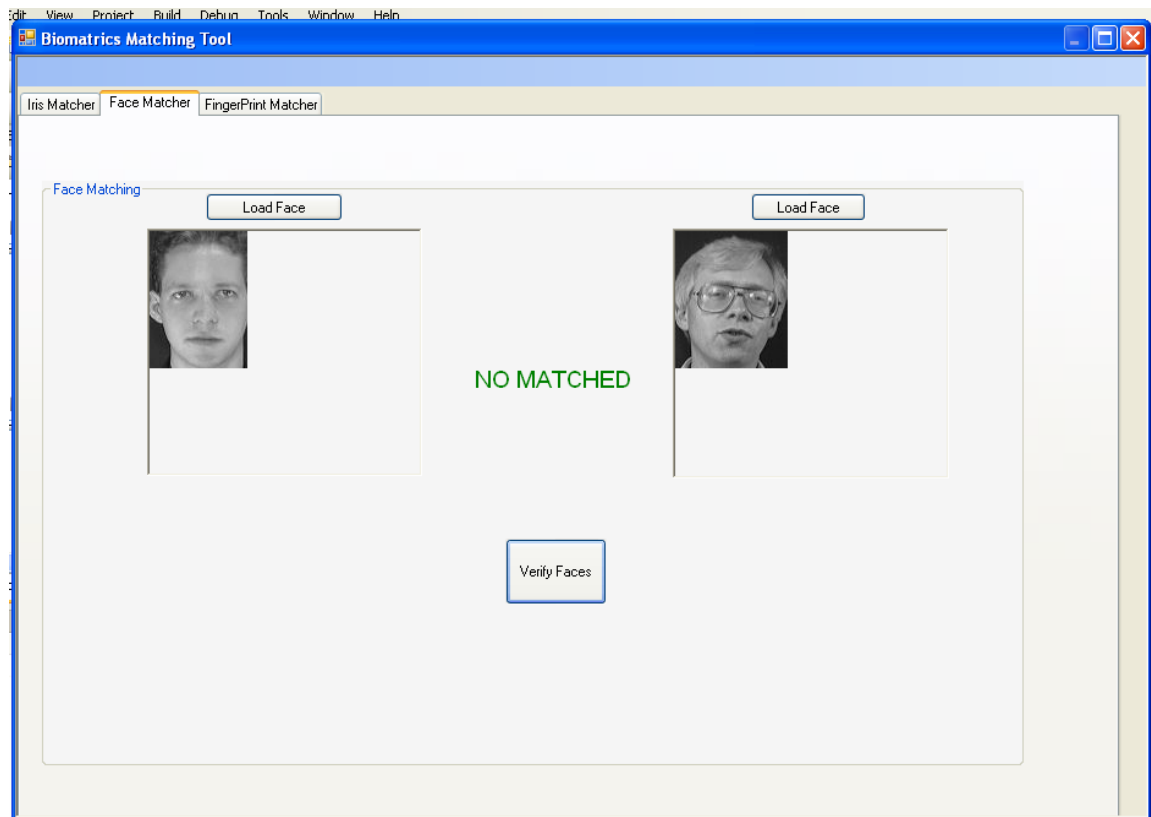 Edit View Project Build Debug Tools Window Help
Biomatrics Matching Tool
Iris Matcher Face Matcher FingerPrint Matcher
Face Matching
Load Face Load Face
NO MATCHED
Verify Faces